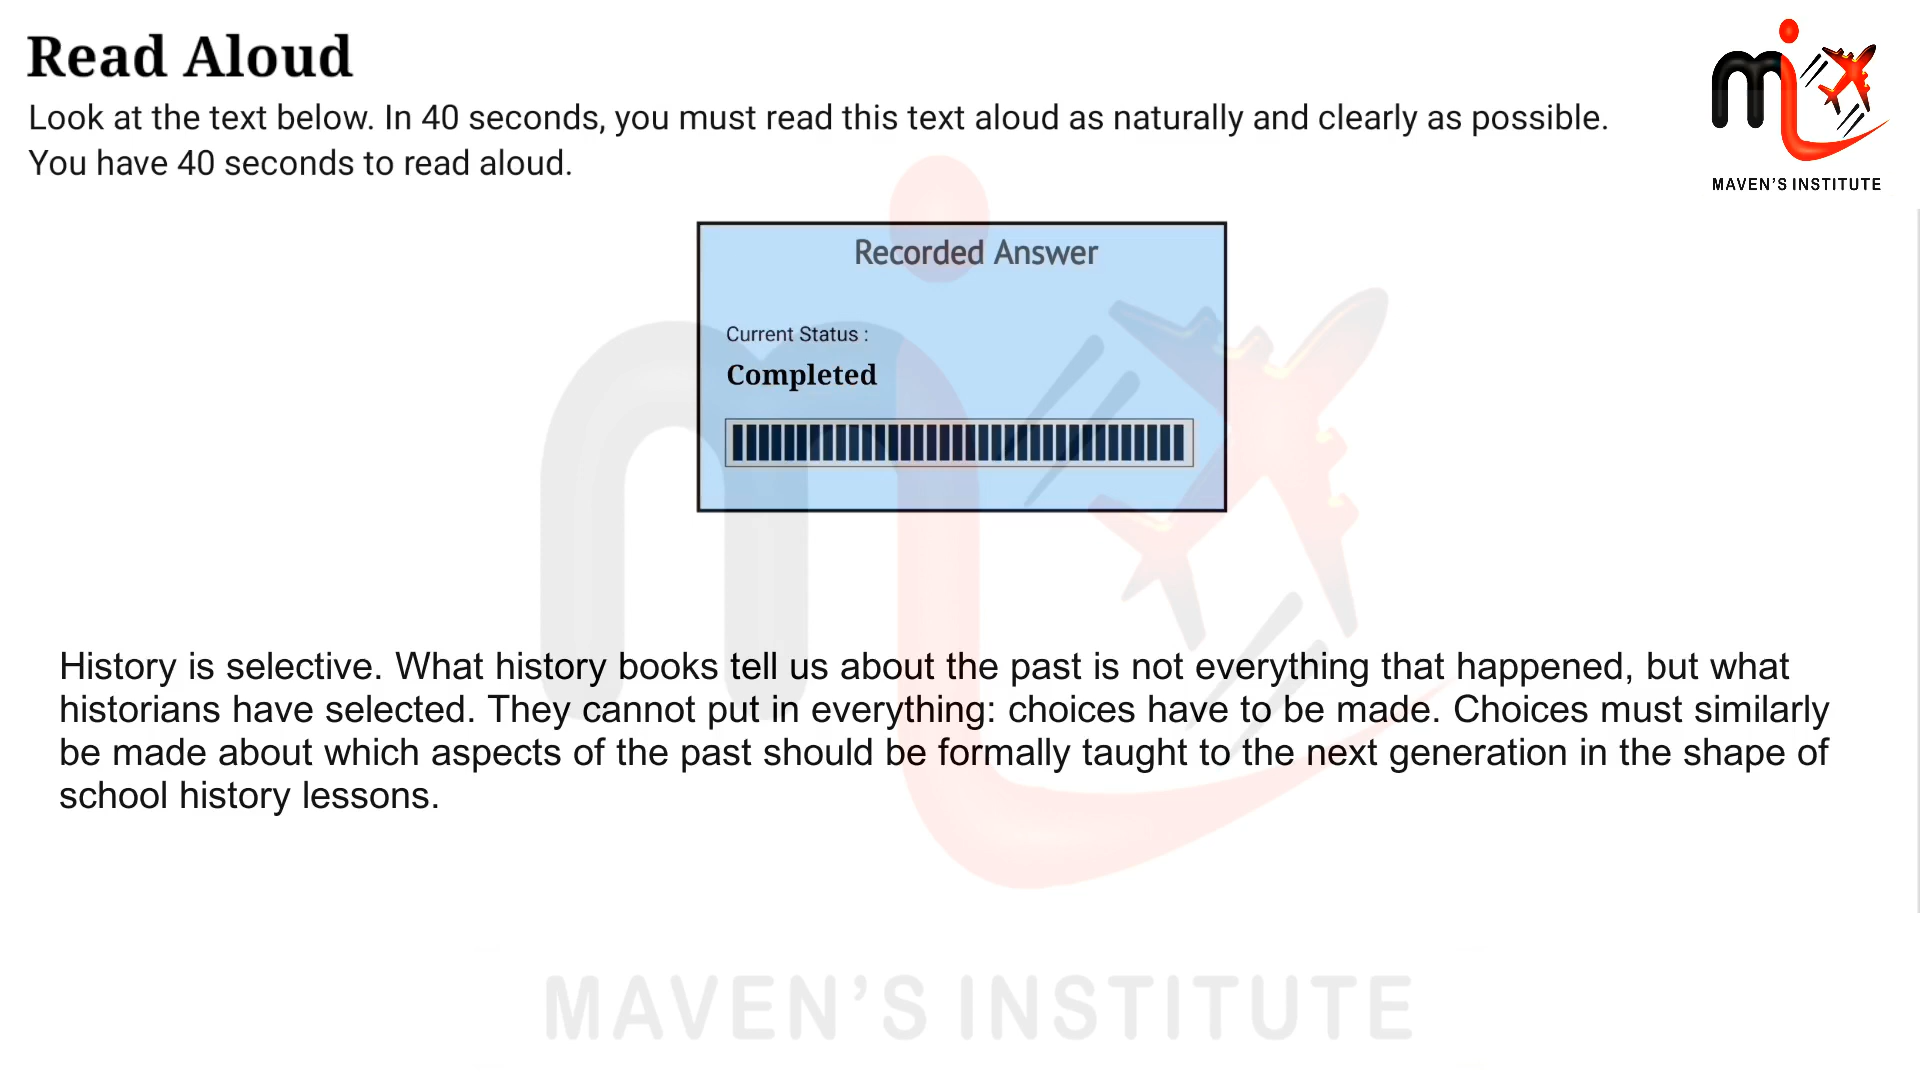 Read Aloud
Look at the text below. In 40 seconds, you must read this text aloud as naturally and clearly as possible.
You have 40 seconds to read aloud.
mi
MAVEN'S INSTITUTE
Recorded Answer
Current Status :
Completed
History is selective. What history books tell us about the past is not everything that happened, but what
historians have selected. They cannot put in everything: choices have to be made. Choices must similarly
be made about which aspects of the past should be formally taught to the next generation in the shape of
school history lessons.
mi
MAVEN'S INSTITUTE